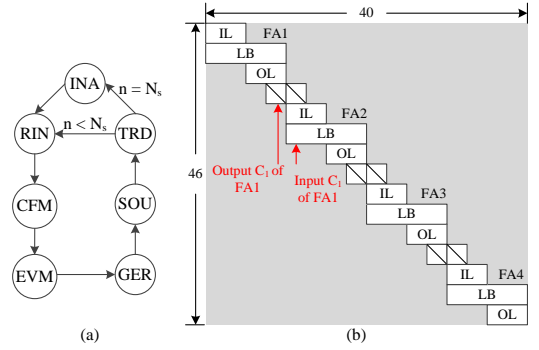 INA
n = Nₛ
RIN
n < Nₛ
TRD
CFM
SOU
EVM
GER
(a)
40
46
IL
FA1
LB
OL
IL
FA2
LB
Output C₁ of
FA1
Input C₁
of FA1
OL
IL
FA3
LB
OL
IL
FA4
LB
OL
(b)